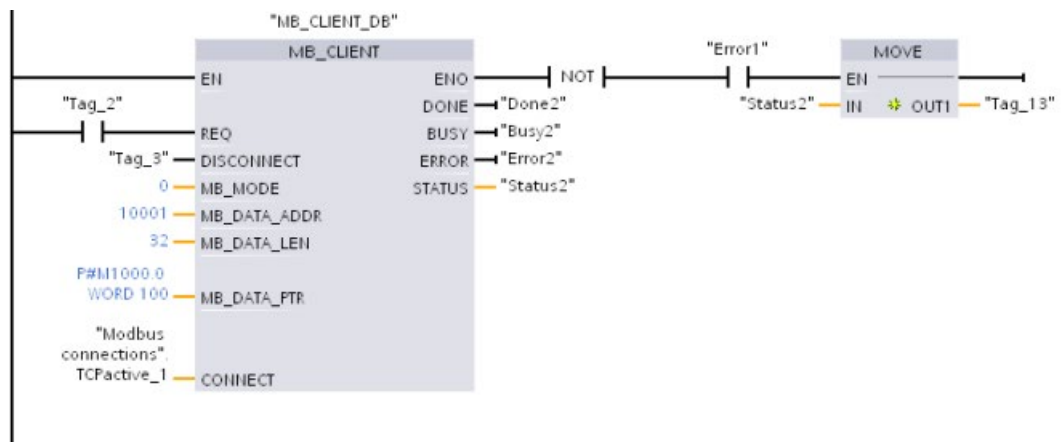 "MB_CLIENT_DB"
MB_CLIENT
EN
ENO
NOT
"Error1"
MOVE
EN
"Tag_2"
DONE
"Done2"
"Status2"
IN
OUT1
"Tag_13"
REQ
BUSY
"Busy2"
"Tag_3"
DISCONNECT
ERROR
"Error2"
0
MB_MODE
STATUS
"Status2"
10001
MB_DATA_ADDR
32
MB_DATA_LEN
P#M1000.0
WORD 100
MB_DATA_PTR
"Modbus
connections".
TCPactive_1
CONNECT